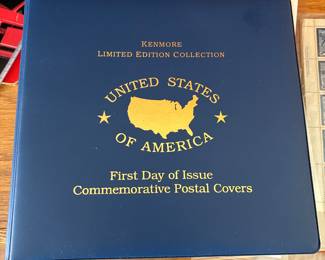 KENMORE
LIMITED EDITION COLLECTION
UNITED STATES
OF AMERICA
First Day of Issue
Commemorative Postal Covers